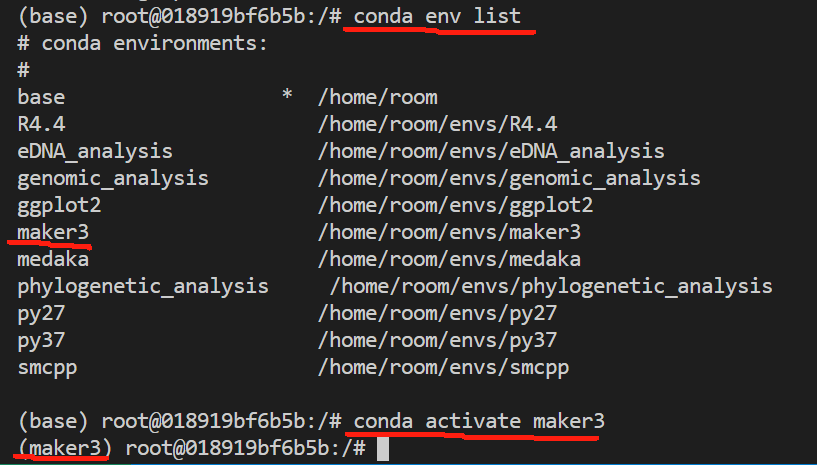 (base) root@018919bf6b5b:/# conda env list
# conda environments:
#
base                  *  /home/room
R4.4                     /home/room/envs/R4.4
eDNA_analysis            /home/room/envs/eDNA_analysis
genomic_analysis         /home/room/envs/genomic_analysis
ggplot2                  /home/room/envs/ggplot2
maker3                   /home/room/envs/maker3
medaka                   /home/room/envs/medaka
phylogenetic_analysis     /home/room/envs/phylogenetic_analysis
py27                     /home/room/envs/py27
py37                     /home/room/envs/py37
smcpp                    /home/room/envs/smcpp
(base) root@018919bf6b5b:/# conda activate maker3
(maker3) root@018919bf6b5b:/#